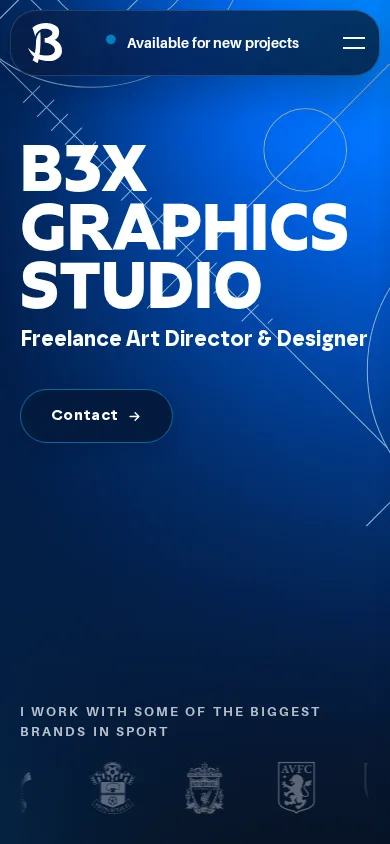 B
Available for new projects
B3X
GRAPHICS
STUDIO
Freelance Art Director & Designer
Contact →
I WORK WITH SOME OF THE BIGGEST
BRANDS IN SPORT
AVFC